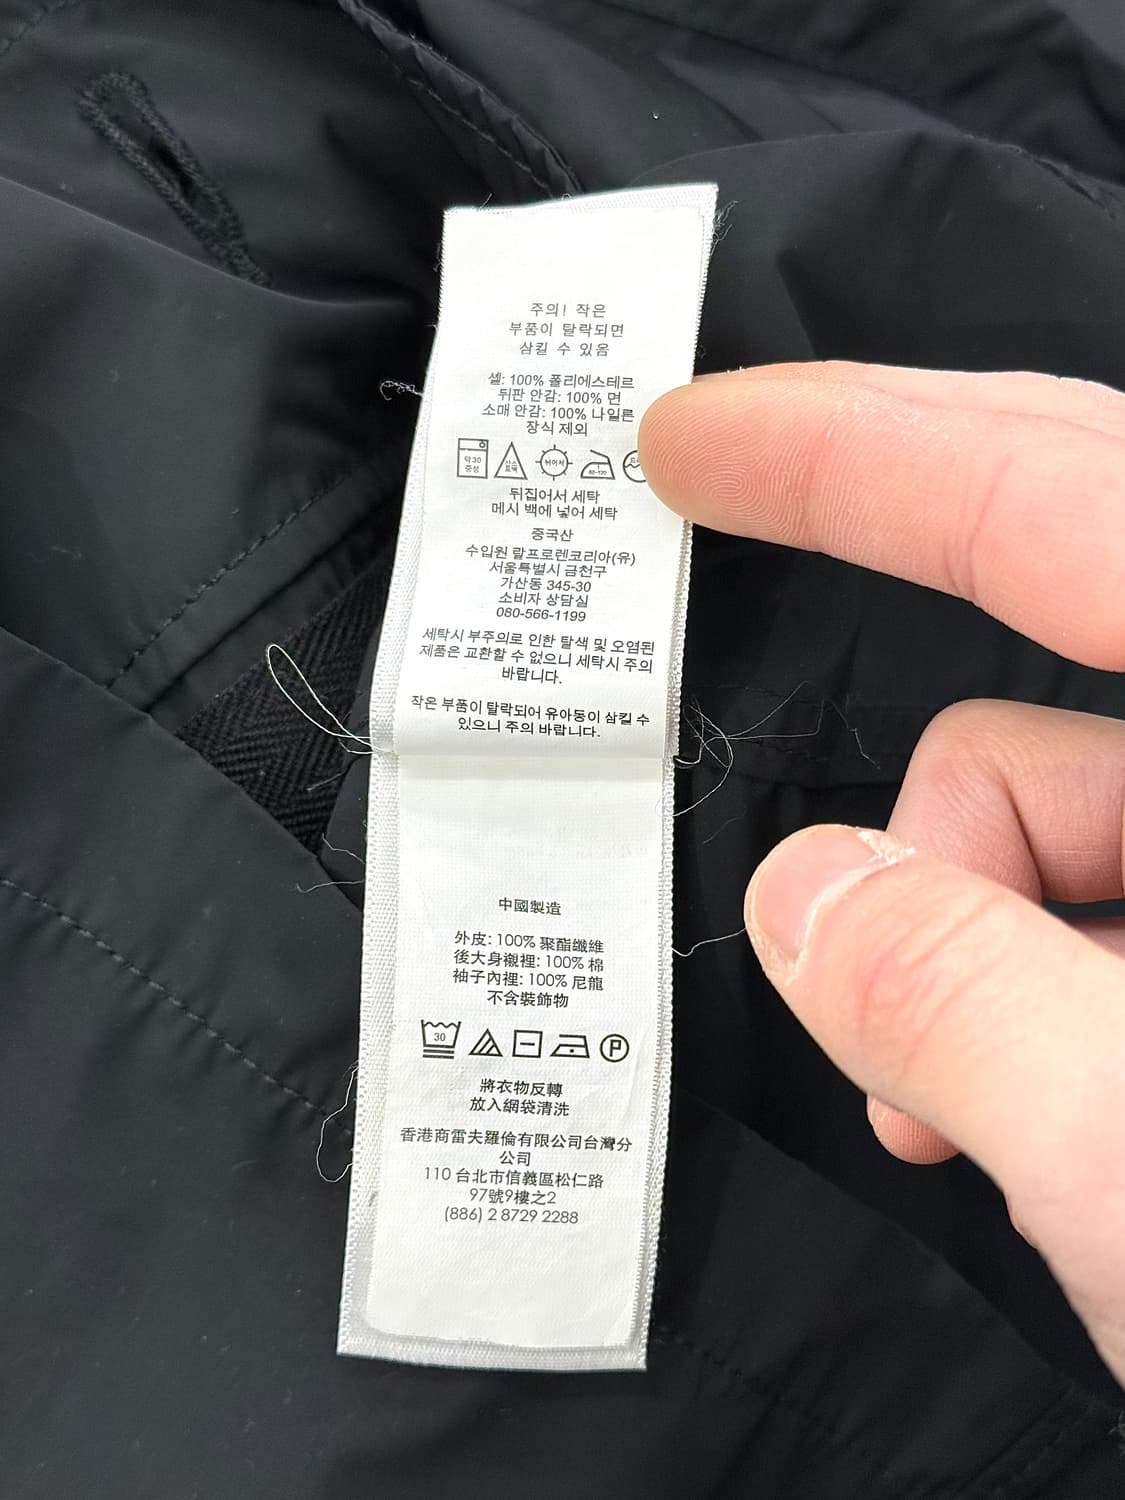 주의! 작은
부품이 탈락되면
삼킬 수 있음
셸: 100% 폴리에스테르
뒤판 안감: 100% 면
소매 안감: 100% 나일론
장식 제외
약 30
중성
뒤집어서 세탁
메시 백에 넣어 세탁
중국산
수입원 랄프로렌코리아(유)
서울특별시 금천구
가산동 345-30
소비자 상담실
080-566-1199
세탁시 부주의로 인한 탈색 및 오염된
제품은 교환할 수 없으니 세탁시 주의
바랍니다.
작은 부품이 탈락되어 유아동이 삼킬 수
있으니 주의 바랍니다.
中國製造
外皮: 100% 聚酯纖維
後大身襯裡: 100% 棉
袖子內裡: 100% 尼龍
不含裝飾物
30
P
將衣物反轉
放入網袋清洗
香港商雷夫羅倫有限公司台灣分
公司
110 台北市信義區松仁路
97號9樓之2
(886) 2 8729 2288